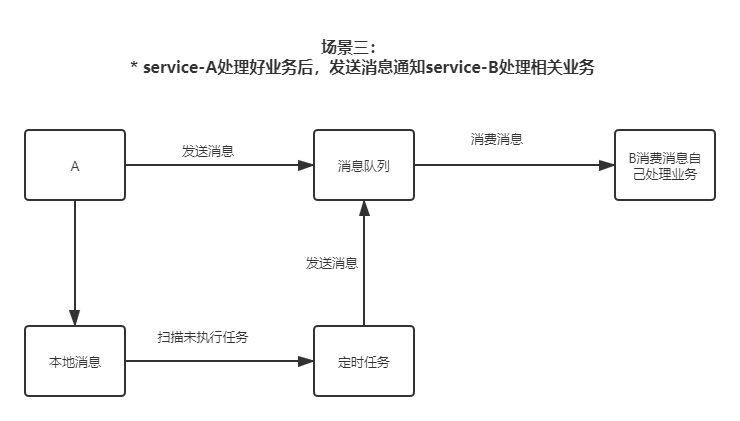 场景三：
* service-A处理好业务后，发送消息通知service-B处理相关业务
A
发送消息
消息队列
消费消息
B消费消息自
己处理业务
发送消息
本地消息
扫描未执行任务
定时任务